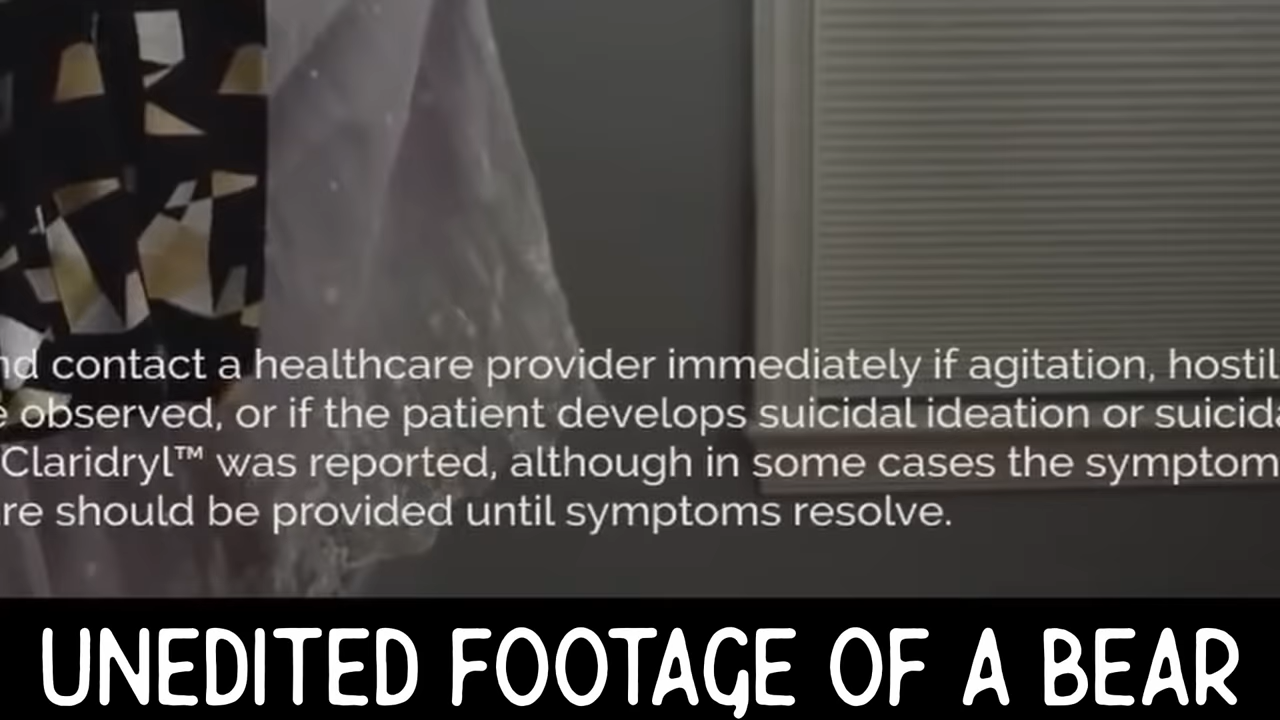 nd contact a healthcare provider immediately if agitation, hostil
e observed, or if the patient develops suicidal ideation or suicid
Claridryl™ was reported, although in some cases the symptom
re should be provided until symptoms resolve.
UNEDITED FOOTAGE OF A BEAR